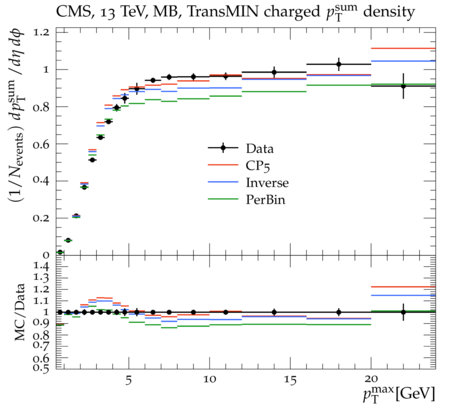 CMS, 13 TeV, MB, TransMIN charged p_T^sum density
(1/N_events) dp_T^sum/dη dφ
1.2
1
0.8
0.6
0.4
0.2
0
Data
CP5
Inverse
PerBin
MC/Data
1.4
1.3
1.2
1.1
1
0.9
0.8
0.7
0.6
0.5
5 10 15 20
p_T^max[GeV]